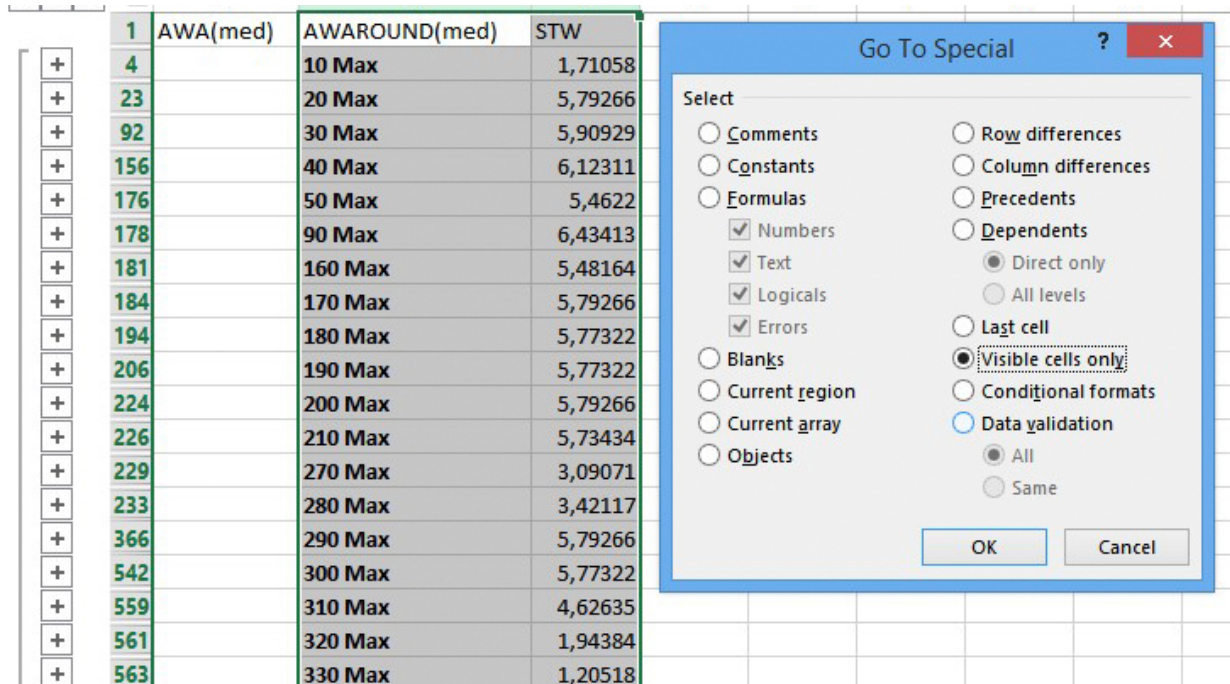 1 AWA(med) AWAROUND(med) STW
4 10 Max 1,71058
23 20 Max 5,79266
92 30 Max 5,90929
156 40 Max 6,12311
176 50 Max 5,4622
178 90 Max 6,43413
181 160 Max 5,48164
184 170 Max 5,79266
194 180 Max 5,77322
206 190 Max 5,77322
224 200 Max 5,79266
226 210 Max 5,73434
229 270 Max 3,09071
233 280 Max 3,42117
366 290 Max 5,79266
542 300 Max 5,77322
559 310 Max 4,62635
561 320 Max 1,94384
563 330 Max 1,20518
Go To Special
?
Select
Comments
Constants
Formulas
Numbers
Text
Logicals
Errors
Blanks
Current region
Current array
Objects
Row differences
Column differences
Precedents
Dependents
Direct only
All levels
Last cell
Visible cells only
Conditional formats
Data validation
All
Same
OK Cancel